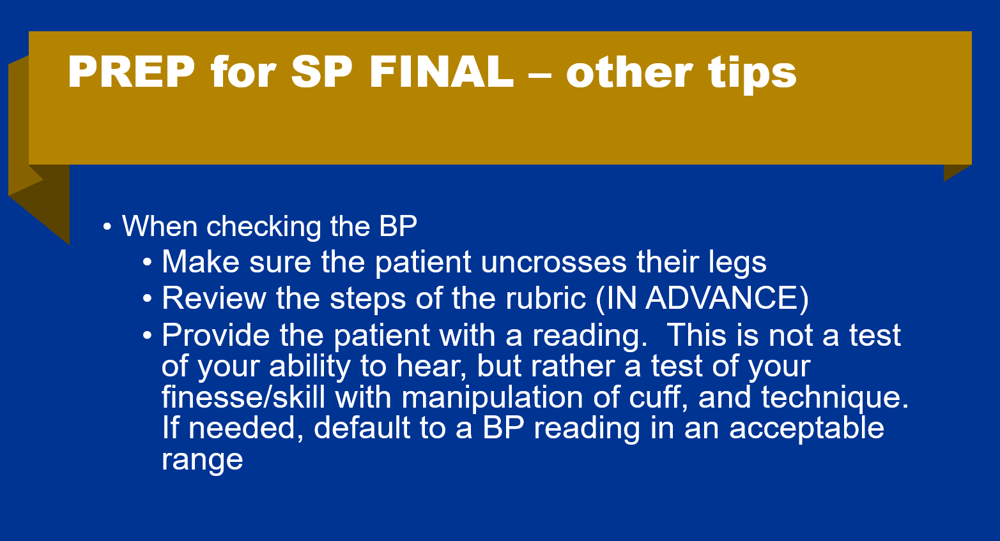 PREP for SP FINAL – other tips
• When checking the BP
• Make sure the patient uncrosses their legs
• Review the steps of the rubric (IN ADVANCE)
• Provide the patient with a reading.  This is not a test
of your ability to hear, but rather a test of your
finesse/skill with manipulation of cuff, and technique.
If needed, default to a BP reading in an acceptable
range